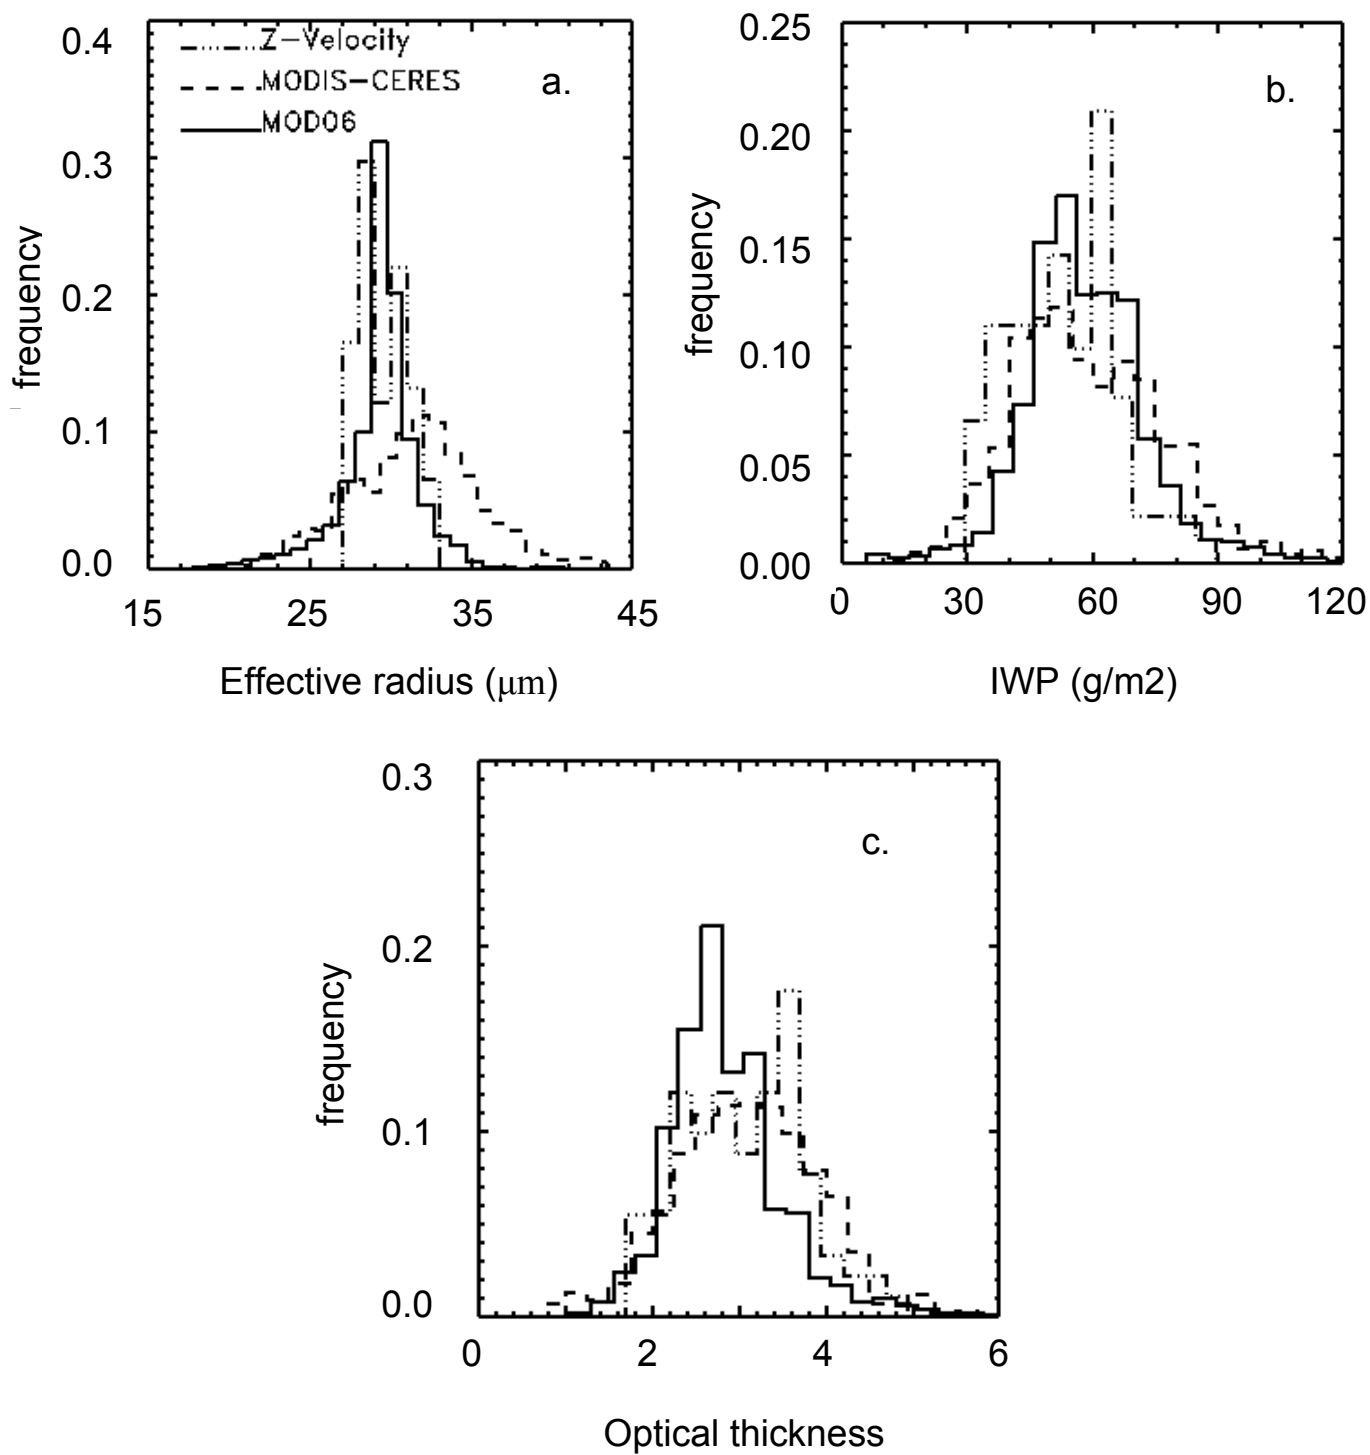 0.4
Z-Velocity
MODIS-CERES
MOD06
a.
0.3
0.2
0.1
0.0
frequency
15 25 35 45
Effective radius (μm)
0.25
b.
0.20
0.15
0.10
0.05
0.00
frequency
0 30 60 90 120
IWP (g/m2)
0.3
c.
0.2
0.1
0.0
frequency
0 2 4 6
Optical thickness